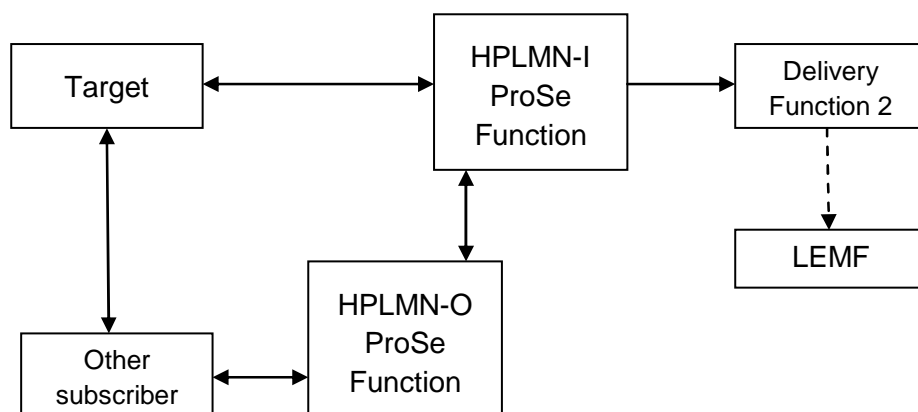 Target
HPLMN-I
ProSe
Function
Delivery
Function 2
LEMF
HPLMN-O
ProSe
Function
Other
subscriber